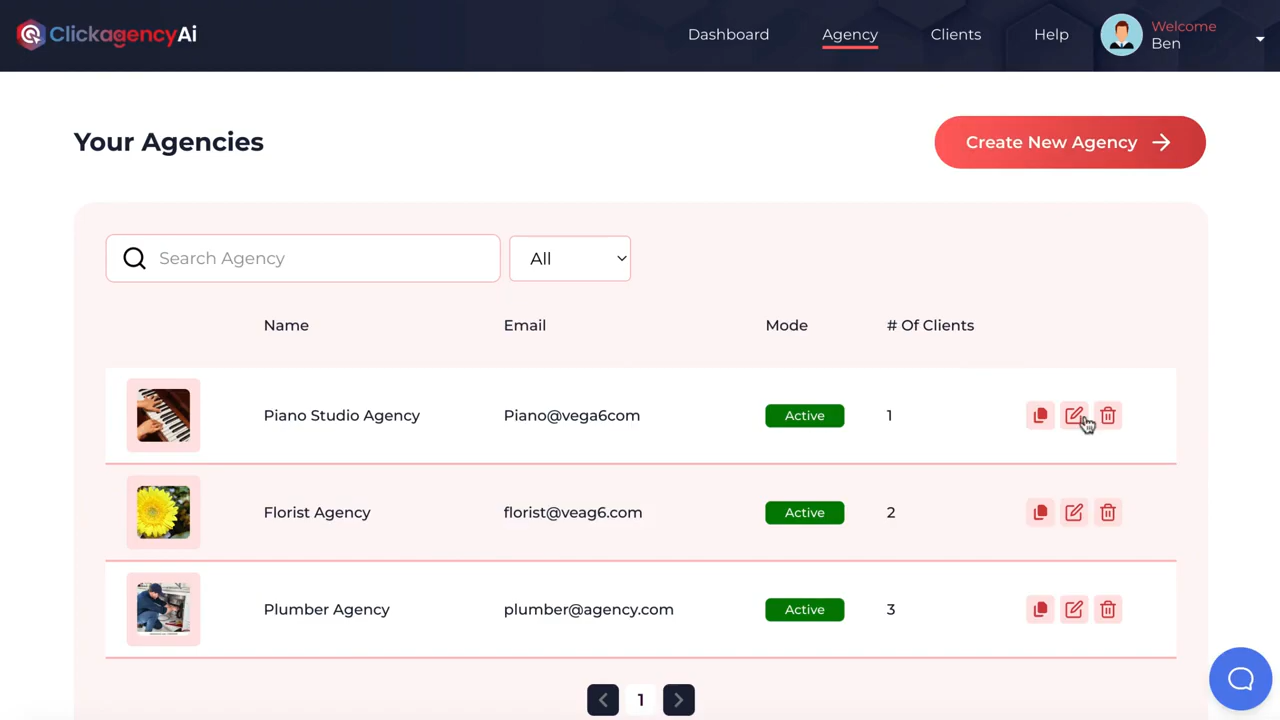 ClickagencyAi
Dashboard
Agency
Clients
Help
Welcome
Ben
Your Agencies
Create New Agency
Search Agency
All
Name Email Mode # Of Clients
Piano Studio Agency Piano@vega6com Active 1
Florist Agency florist@veag6.com Active 2
Plumber Agency plumber@agency.com Active 3
1